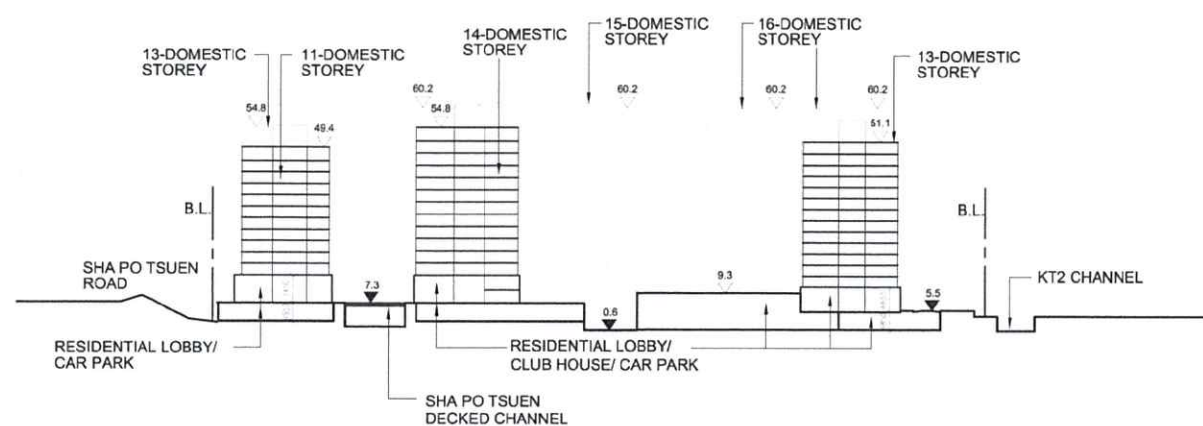 15-DOMESTIC
STOREY
16-DOMESTIC
STOREY
14-DOMESTIC
STOREY
13-DOMESTIC
STOREY
11-DOMESTIC
STOREY
13-DOMESTIC
STOREY
60.2
60.2
60.2
60.2
54.8
54.8
49.4
51.1
B.L.
B.L.
SHA PO TSUEN
ROAD
7.3
9.3
5.5
0.6
KT2 CHANNEL
RESIDENTIAL LOBBY/
CAR PARK
RESIDENTIAL LOBBY/
CLUB HOUSE/ CAR PARK
SHA PO TSUEN
DECKED CHANNEL